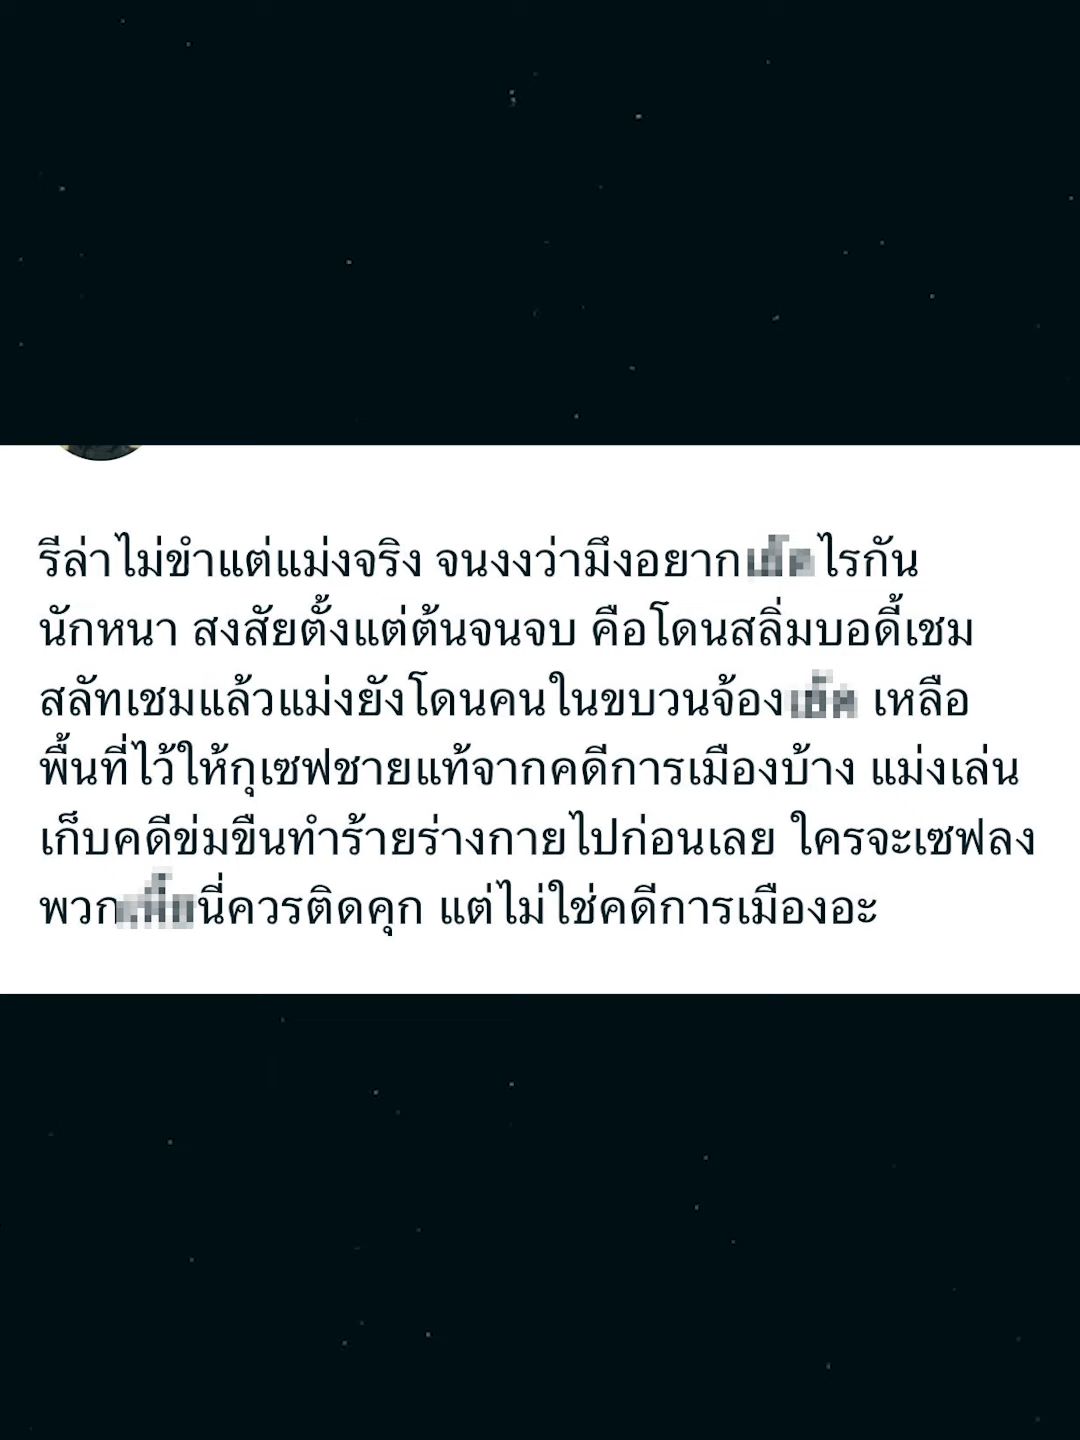 รีล่าไม่ขำแต่แม่งจริง จนงงว่ามึงอยาก ไรกัน
นักหนา สงสัยตั้งแต่ต้นจนจบ คือโดนสลิ่มบอดี้เชม
สลัทเชมแล้วแม่งยังโดนคนในขบวนจ้อง เหลือ
พื้นที่ไว้ให้กุเซฟชายแท้จากคดีการเมืองบ้าง แม่งเล่น
เก็บคดีข่มขืนทำร้ายร่างกายไปก่อนเลย ใครจะเซฟลง
พวก นี่ควรติดคุก แต่ไม่ใช่คดีการเมืองอะ